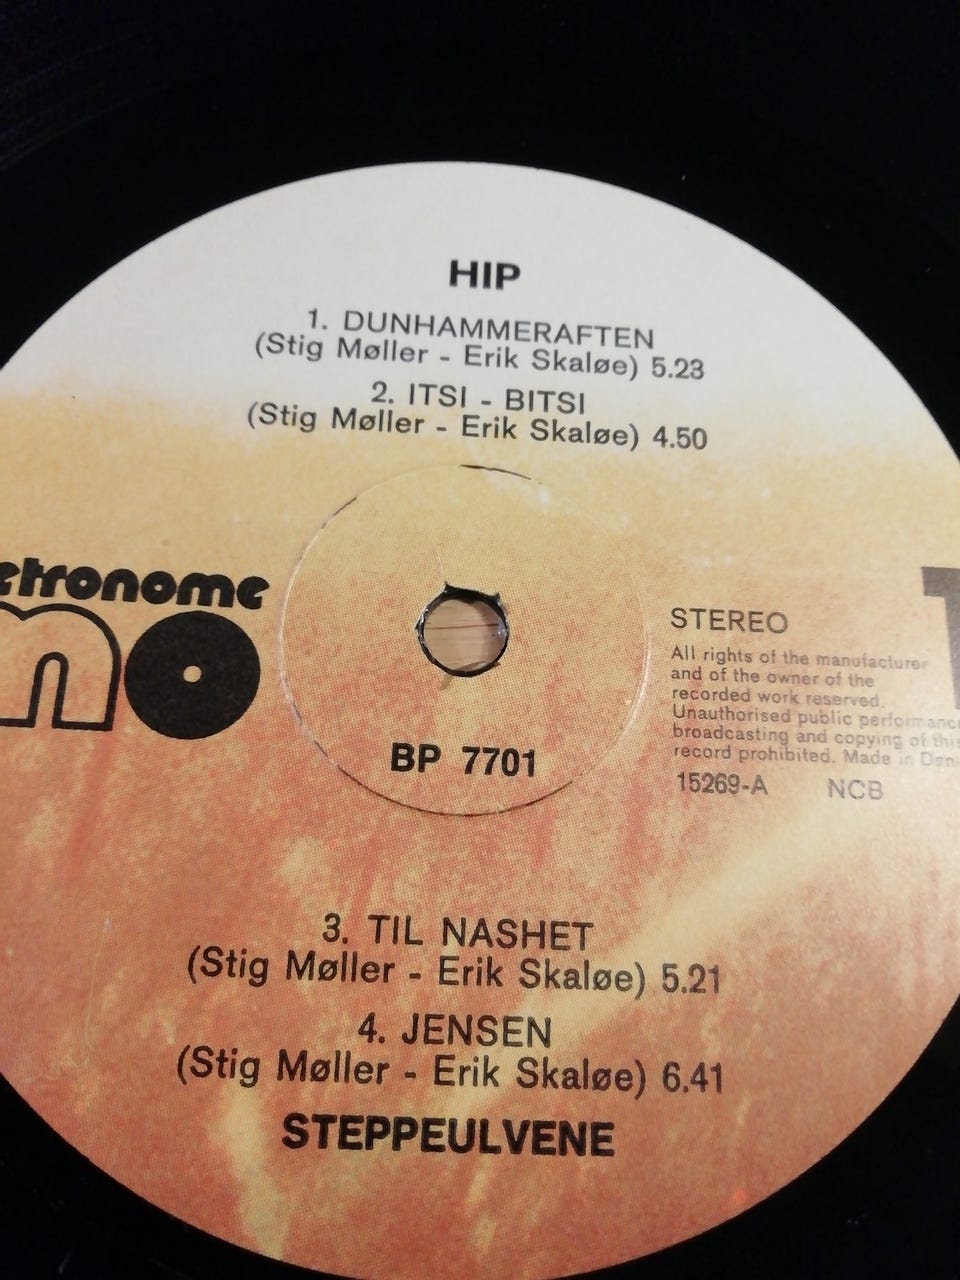 HIP
1. DUNHAMMERAFTEN
(Stig Møller - Erik Skaløe) 5.23
2. ITSI - BITSI
(Stig Møller - Erik Skaløe) 4.50
etronome
STEREO
All rights of the manufacturer
and of the owner of the
recorded work reserved.
Unauthorised public performance
broadcasting and copying of this
record prohibited. Made in Den
15269-A NCB
BP 7701
3. TIL NASHET
(Stig Møller - Erik Skaløe) 5.21
4. JENSEN
(Stig Møller - Erik Skaløe) 6.41
STEPPEULVENE